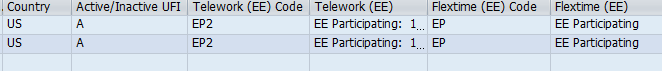 Country Active/Inactive UFI Telework (EE) Code Telework (EE) Flextime (EE) Code Flextime (EE)
US A EP2 EE Participating: 1... EP EE Participating
US A EP2 EE Participating: 1... EP EE Participating